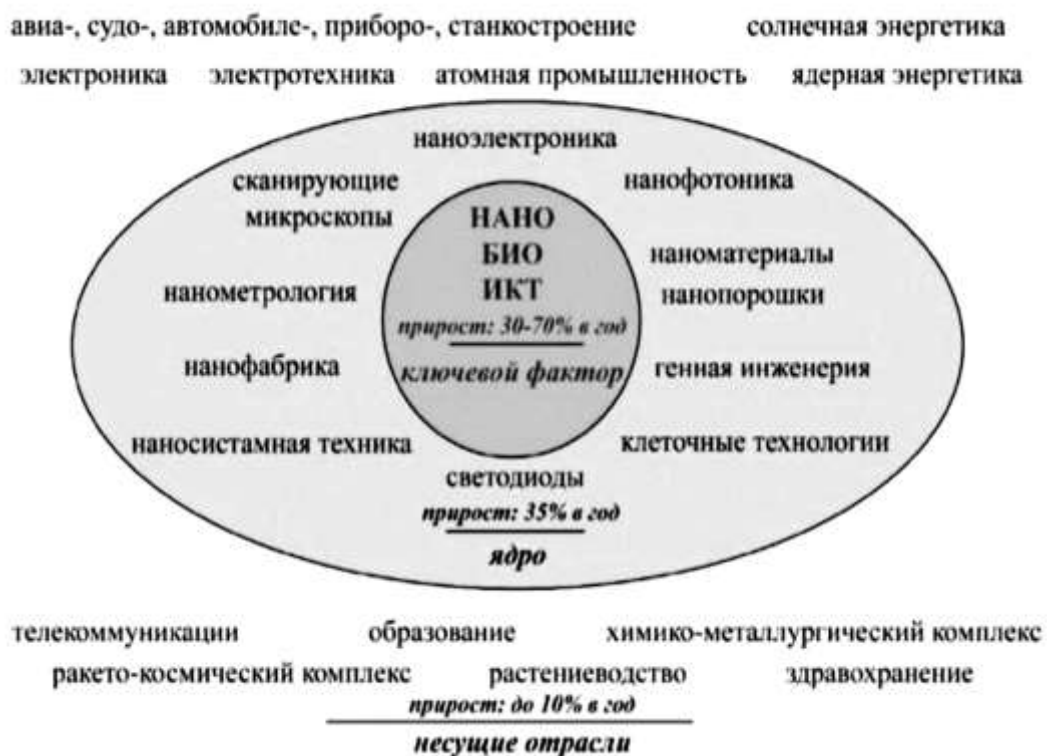 авиа-, судо-, автомобиле-, приборо-, станкостроение солнечная энергетика
электроника электротехника атомная промышленность ядерная энергетика
наноэлектроника
сканирующие
микроскопы
нанофотоника
НАНО
БИО
ИКТ
прирост: 30-70% в год
ключевой фактор
наноматериалы
нанопорошки
нанометрология
нанофабрика
генная инженерия
наносистамная техника
клеточные технологии
светодиоды
прирост: 35% в год
ядро
телекоммуникации образование химико-металлургический комплекс
ракето-космический комплекс растениеводство здравохранение
прирост: до 10% в год
несущие отрасли